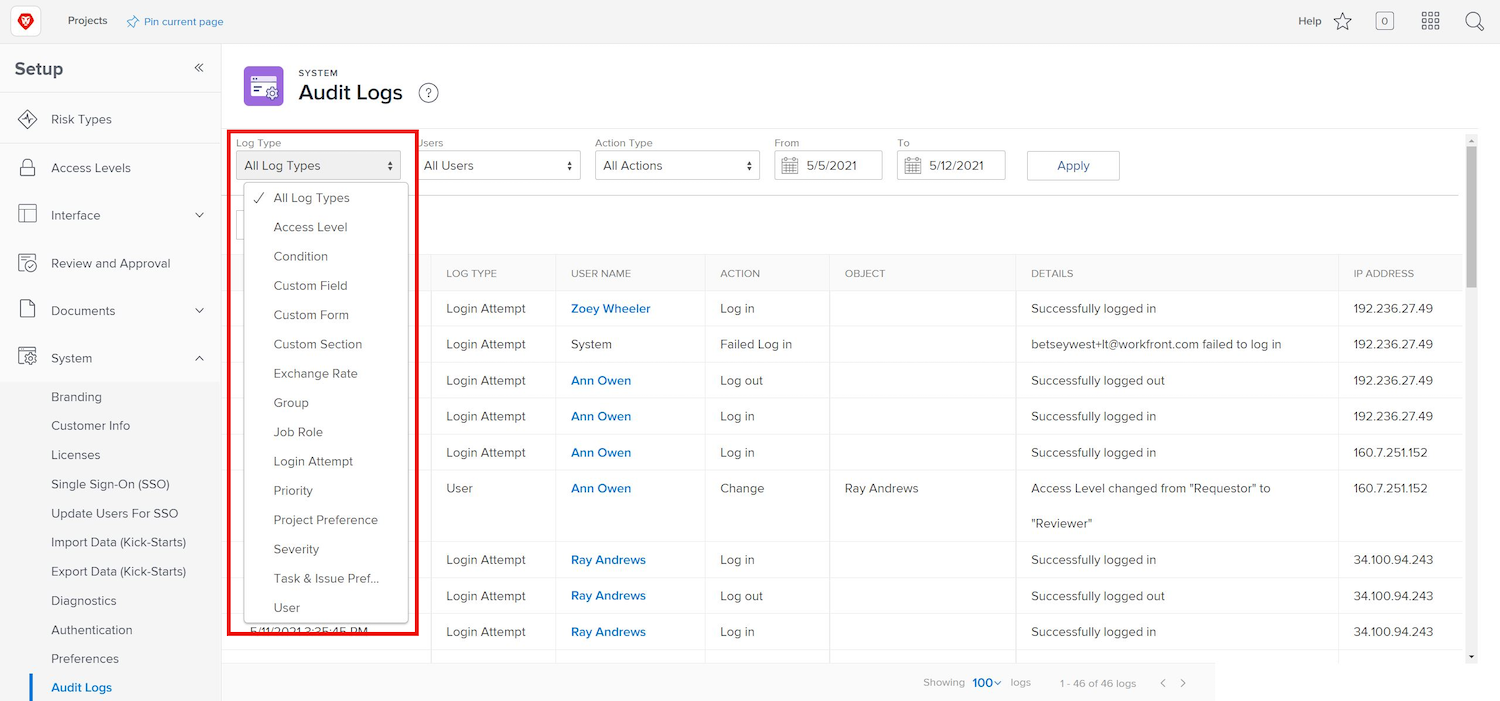 Projects
Pin current page
Help
0
Setup
Risk Types
Access Levels
Interface
Review and Approval
Documents
System
Branding
Customer Info
Licenses
Single Sign-On (SSO)
Update Users For SSO
Import Data (Kick-Starts)
Export Data (Kick-Starts)
Diagnostics
Authentication
Preferences
Audit Logs
SYSTEM
Audit Logs ?
Log Type Users Action Type From To
All Log Types All Users All Actions 5/5/2021 5/12/2021 Apply
All Log Types
Access Level
Condition
Custom Field
Custom Form
Custom Section
Exchange Rate
Group
Job Role
Login Attempt
Priority
Project Preference
Severity
Task & Issue Pref...
User
5/11/2021 3:35:45 PM
LOG TYPE USER NAME ACTION OBJECT DETAILS IP ADDRESS
Login Attempt Zoey Wheeler Log in Successfully logged in 192.236.27.49
Login Attempt System Failed Log in betseywest+lt@workfront.com failed to log in 192.236.27.49
Login Attempt Ann Owen Log out Successfully logged out 192.236.27.49
Login Attempt Ann Owen Log in Successfully logged in 192.236.27.49
Login Attempt Ann Owen Log in Successfully logged in 160.7.251.152
User Ann Owen Change Ray Andrews Access Level changed from "Requestor" to 160.7.251.152
"Reviewer"
Login Attempt Ray Andrews Log in Successfully logged in 34.100.94.243
Login Attempt Ray Andrews Log out Successfully logged out 34.100.94.243
Login Attempt Ray Andrews Log in Successfully logged in 34.100.94.243
Showing 100 logs 1 - 46 of 46 logs